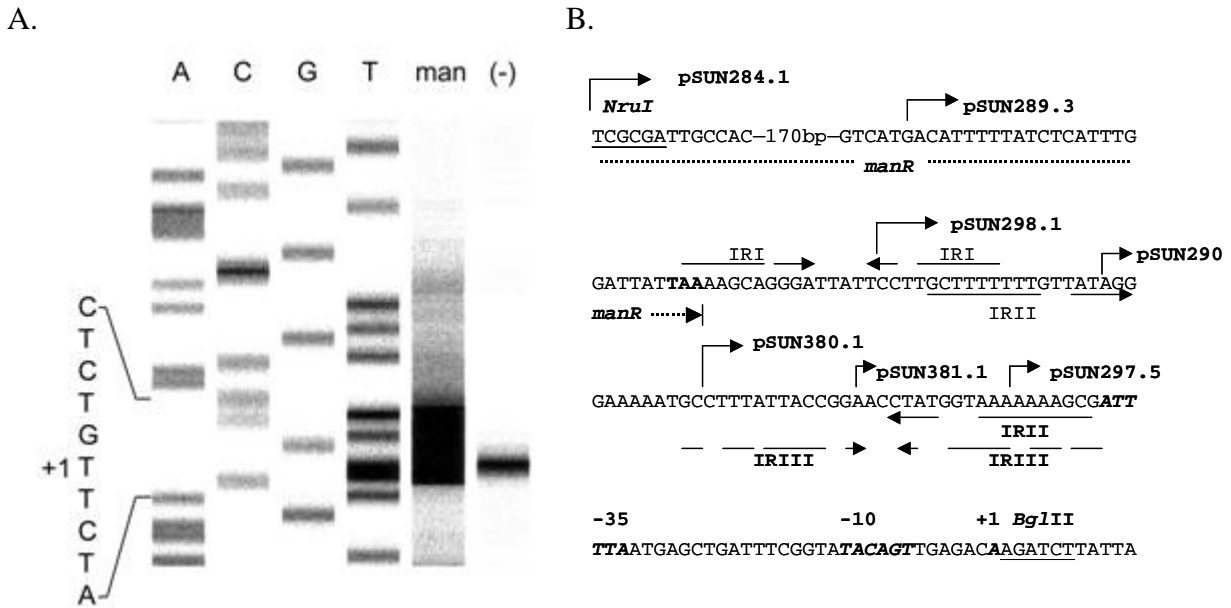 A.
A C G T man (-)
C
T
C
T
G
+1 T
T
C
T
A
B.
pSUN284.1
NruI
pSUN289.3
TCGCGATTGCCAC—170bp—GTCATGACATTTTTATCTCATTTG
manR
pSUN298.1
IRI IRI
pSUN290
GATTATTAAAAGCAGGGATTATTCCTTGCTTTTTTTGTTATAGG
manR
IRII
pSUN380.1
pSUN381.1 pSUN297.5
GAAAAATGCCTTTATTACCGGAACCTATGGTAAAAAAAGCGATT
IRII
IRIII IRIII
-35 -10 +1 BglII
TTAATGAGCTGATTTCGGTATACAGTTGAGACAAGATCTTATTA